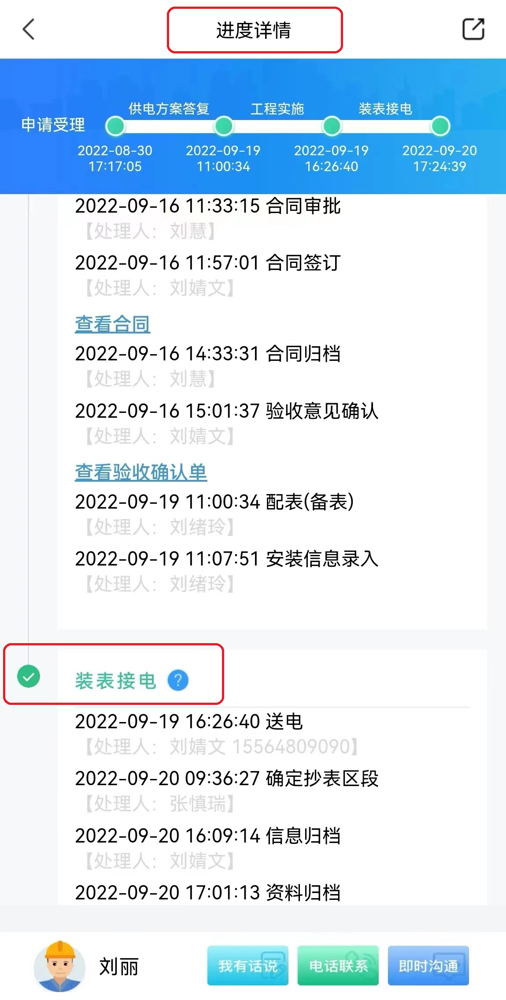 进度详情
供电方案答复 工程实施 装表接电
申请受理
2022-08-30 2022-09-19 2022-09-19 2022-09-20
17:17:05 11:00:34 16:26:40 17:24:39
2022-09-16 11:33:15 合同审批
【处理人：刘慧】
2022-09-16 11:57:01 合同签订
【处理人：刘婧文】
查看合同
2022-09-16 14:33:31 合同归档
【处理人：刘慧】
2022-09-16 15:01:37 验收意见确认
【处理人：刘婧文】
查看验收确认单
2022-09-19 11:00:34 配表(备表)
【处理人：刘绪玲】
2022-09-19 11:07:51 安装信息录入
【处理人：刘绪玲】
装表接电 ?
2022-09-19 16:26:40 送电
【处理人：刘婧文 15564809090】
2022-09-20 09:36:27 确定抄表区段
【处理人：张慎瑞】
2022-09-20 16:09:14 信息归档
【处理人：刘婧文】
2022-09-20 17:01:13 资料归档
刘丽 我有话说 电话联系 即时沟通